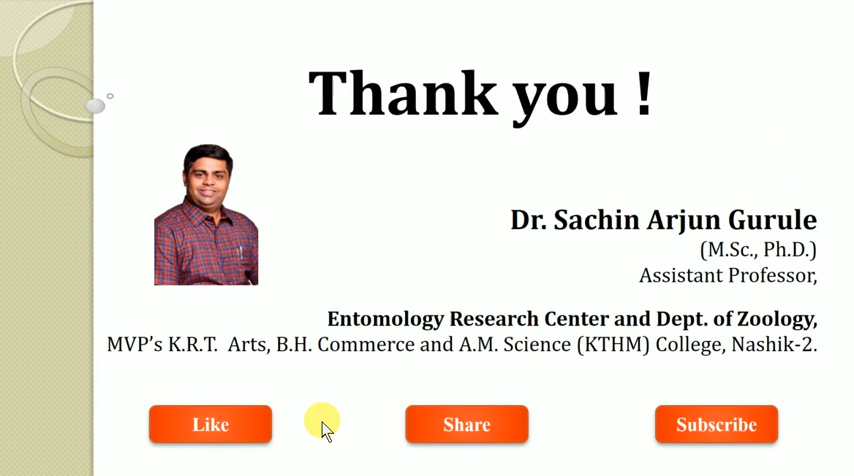 Thank you !
Dr. Sachin Arjun Gurule
(M.Sc., Ph.D.)
Assistant Professor,
Entomology Research Center and Dept. of Zoology,
MVP's K.R.T. Arts, B.H. Commerce and A.M. Science (KTHM) College, Nashik-2.
Like Share Subscribe